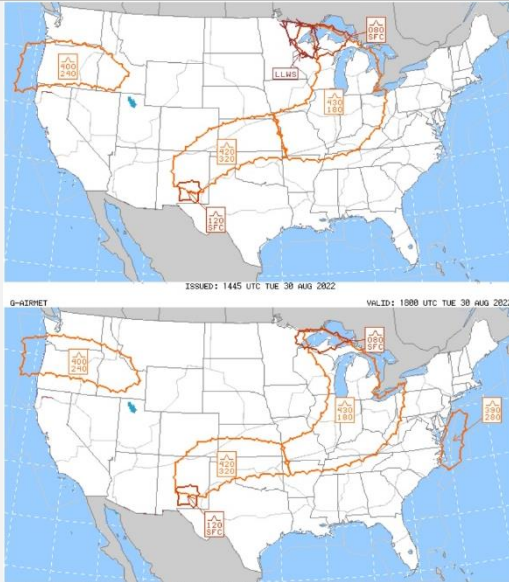 080
SFC
400
240
LLWS
430
180
420
320
120
SFC
ISSUED: 1445 UTC TUE 30 AUG 2022
G-AIRMET
VALID: 1800 UTC TUE 30 AUG 2022
080
SFC
400
240
430
180
390
280
420
320
120
SFC